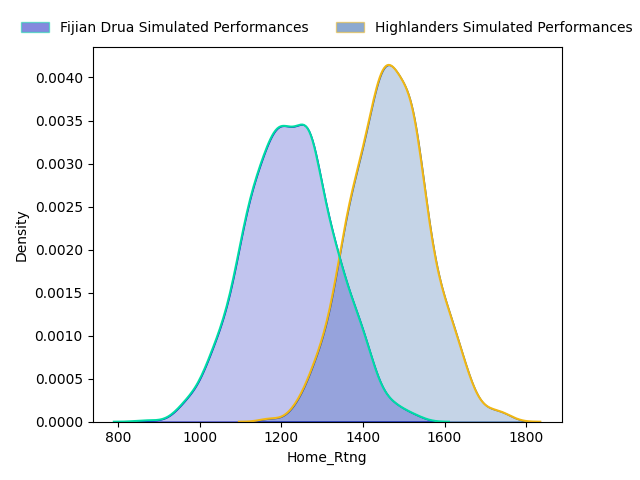 Fijian Drua Simulated Performances Highlanders Simulated Performances
0.0040
0.0035
0.0030
0.0025
0.0020
0.0015
0.0010
0.0005
0.0000
Density
800 1000 1200 1400 1600 1800
Home_Rtng